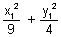 x₁²/9 + y₁²/4